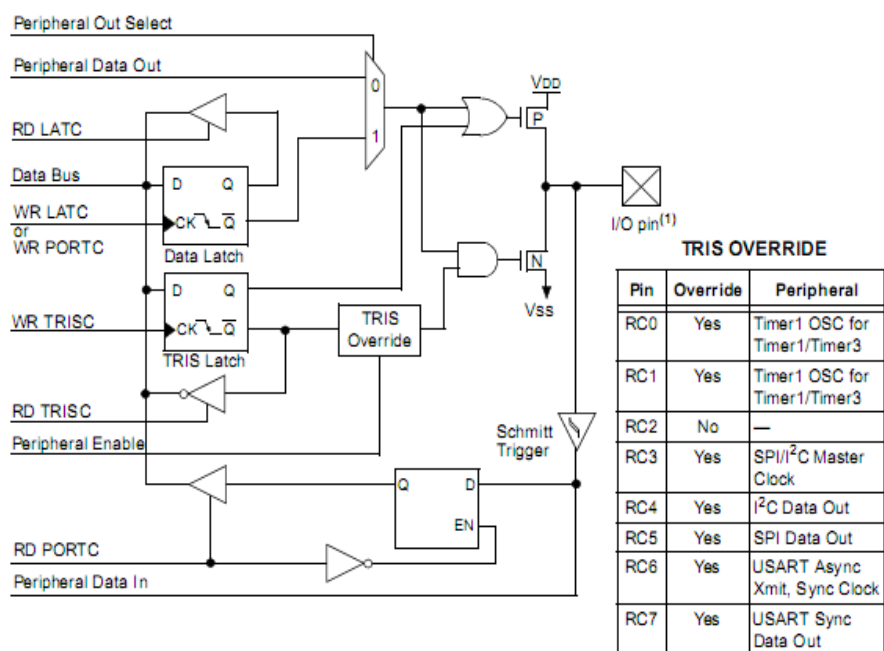 Peripheral Out Select
Peripheral Data Out
0
1
VDD
P
RD LATC
Data Bus
D Q
WR LATC
or
WR PORTC
CK Q
Data Latch
I/O pin(1)
N
Vss
D Q
WR TRISC
CK Q
TRIS Latch
TRIS
Override
RD TRISC
Peripheral Enable
Schmitt
Trigger
Q D
EN
RD PORTC
Peripheral Data In
TRIS OVERRIDE
Pin Override Peripheral
RC0 Yes Timer1 OSC for
Timer1/Timer3
RC1 Yes Timer1 OSC for
Timer1/Timer3
RC2 No —
RC3 Yes SPI/I2C Master
Clock
RC4 Yes I2C Data Out
RC5 Yes SPI Data Out
RC6 Yes USART Async
Xmit, Sync Clock
RC7 Yes USART Sync
Data Out